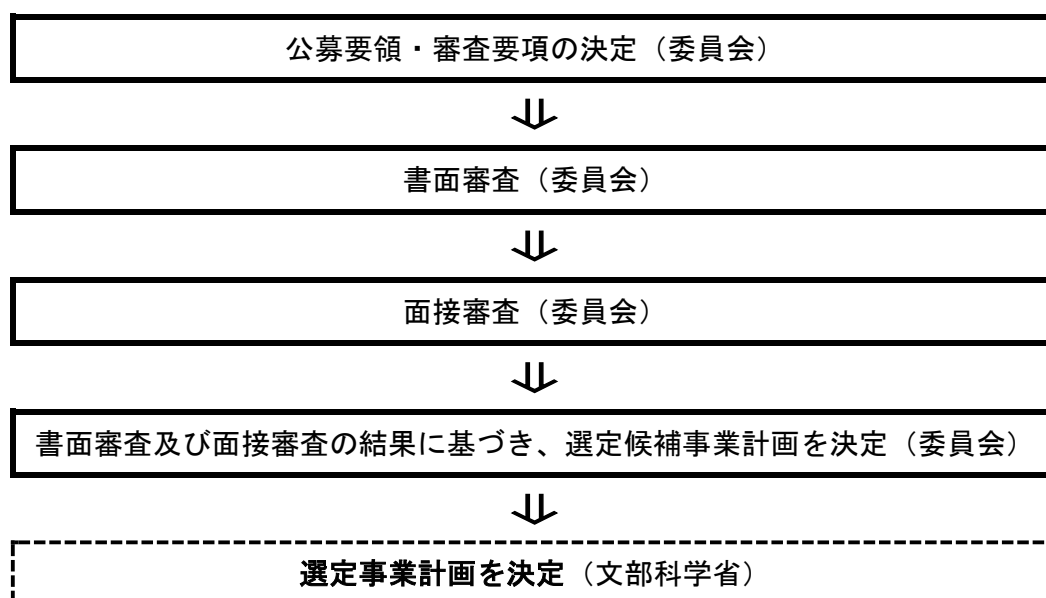 公募要領・審査要項の決定（委員会）
⇓
書面審査（委員会）
⇓
面接審査（委員会）
⇓
書面審査及び面接審査の結果に基づき、選定候補事業計画を決定（委員会）
⇓
選定事業計画を決定（文部科学省）